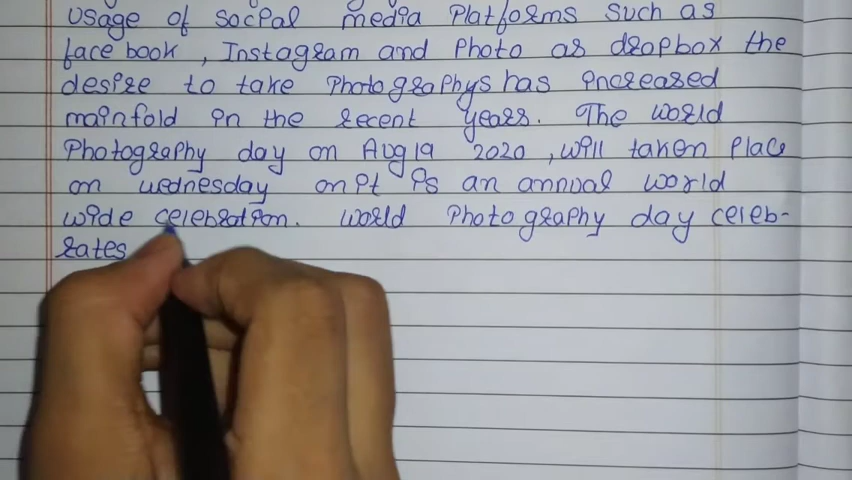 usage of social media Platforms such as
face book , Instagram and Photo as dropbox the
desire to take Photographys has increased
mainfold in the recent years. The world
Photography day on Aug 19 2020 , will taken Place
on wednesday on it is an annual world
wide celebration. world Photography day celeb-
rates